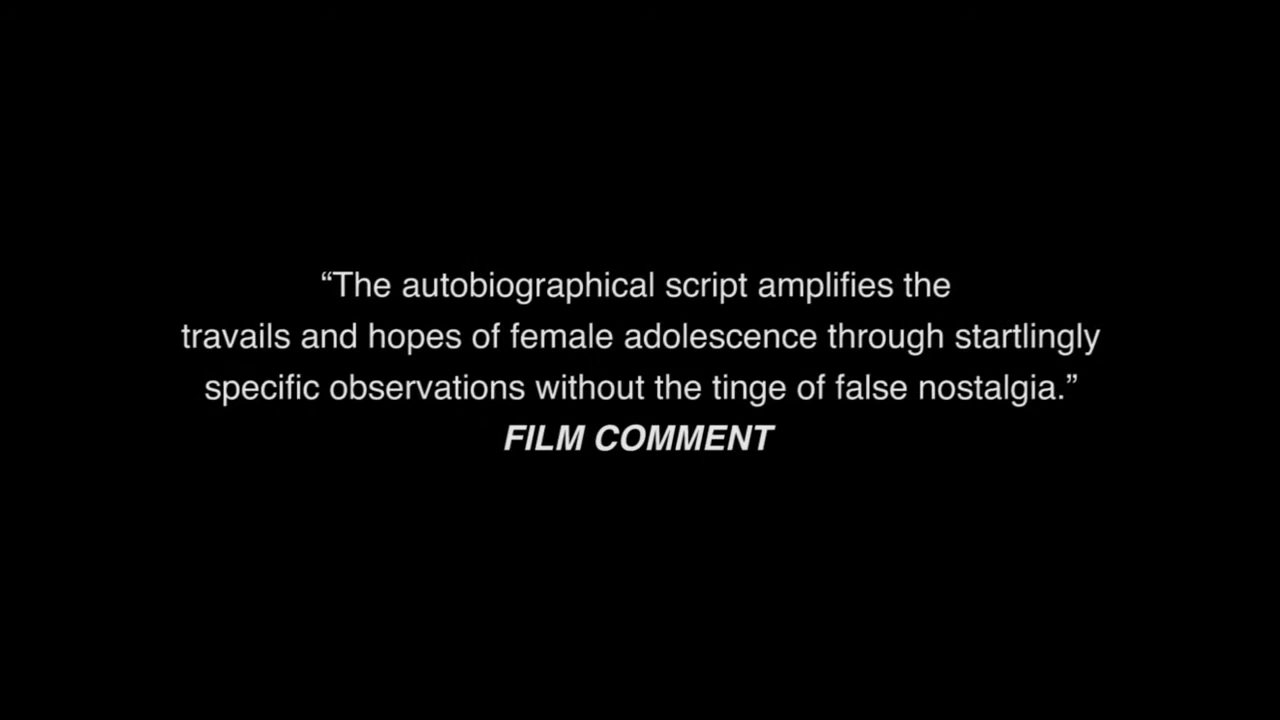 “The autobiographical script amplifies the
travails and hopes of female adolescence through startlingly
specific observations without the tinge of false nostalgia.”
FILM COMMENT